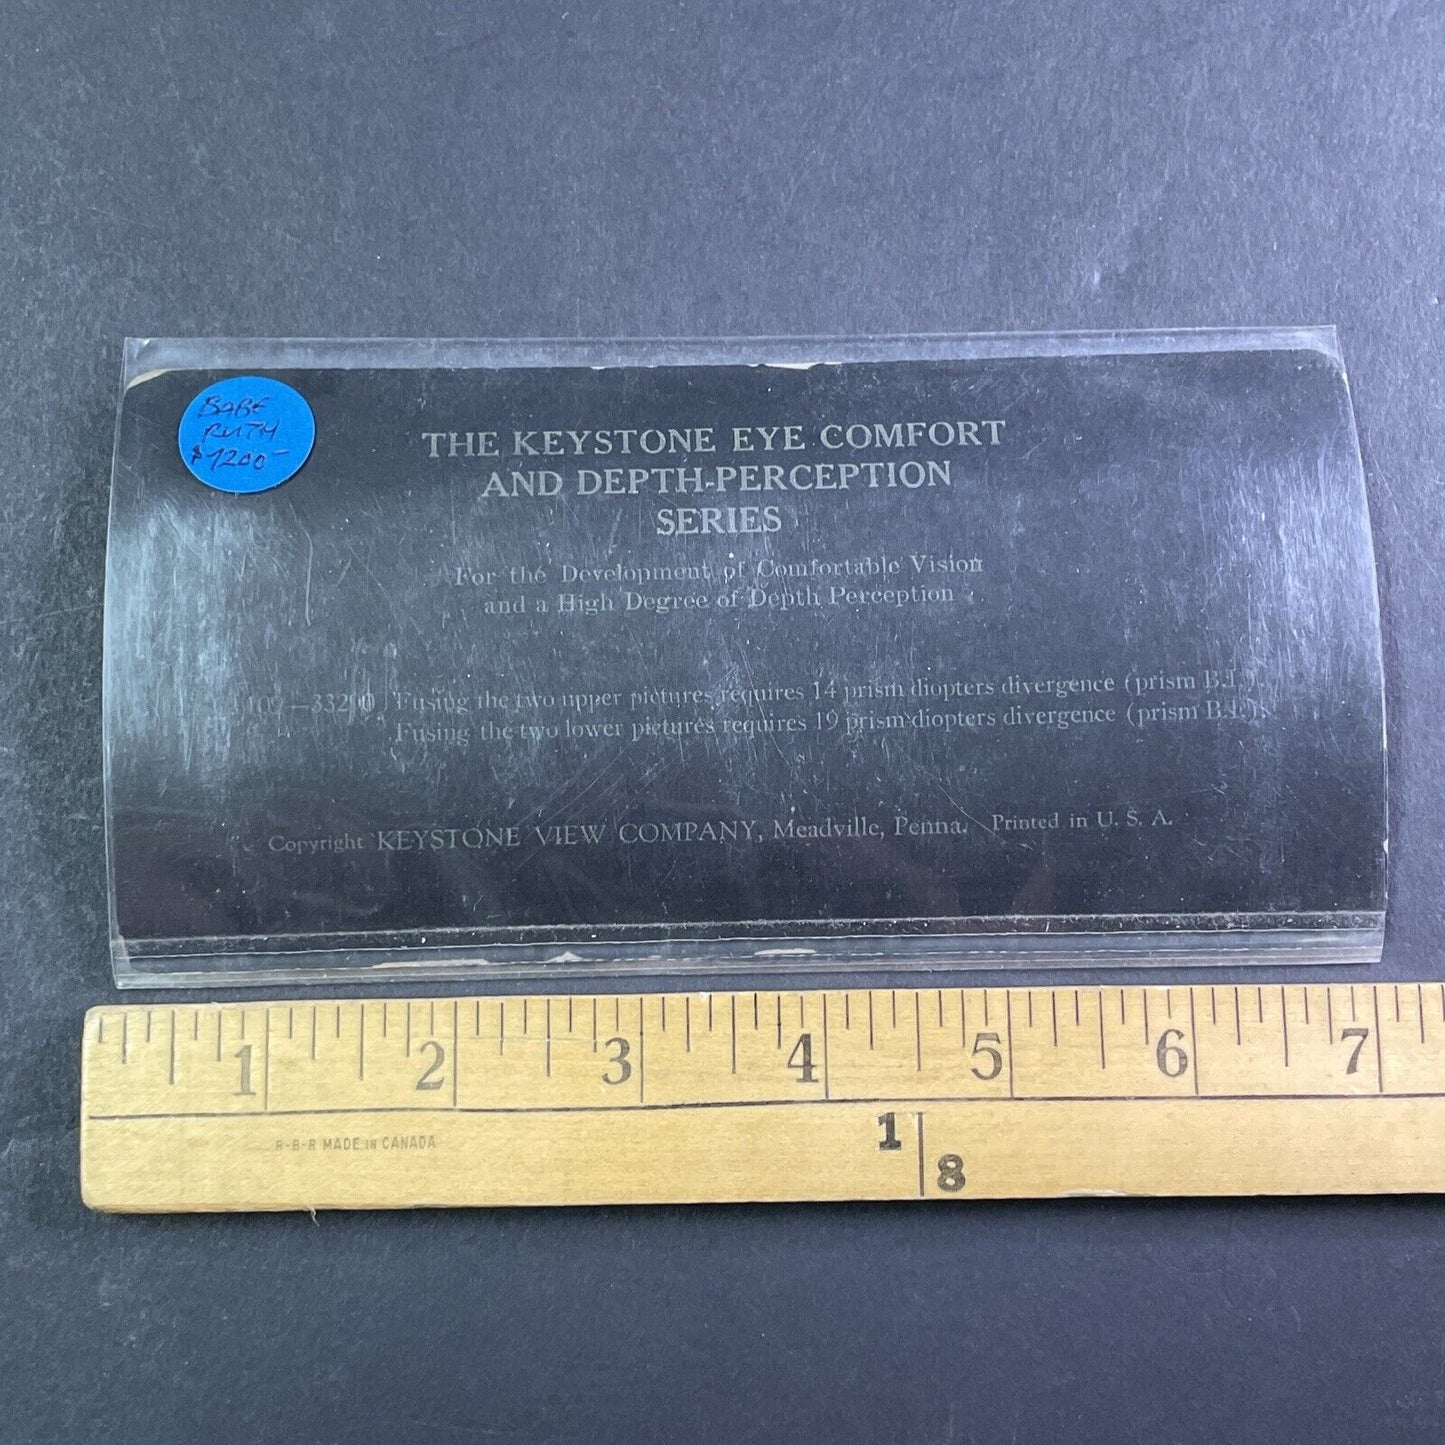 BABE
RUTH
$1200-
THE KEYSTONE EYE COMFORT
AND DEPTH-PERCEPTION
SERIES
For the Development of Comfortable Vision
and a High Degree of Depth Perception
Fusing the two upper pictures requires 14 prism diopters divergence (prism B.I.).
Fusing the two lower pictures requires 19 prism diopters divergence (prism B.I.).
Copyright KEYSTONE VIEW COMPANY, Meadville, Penna. Printed in U. S. A.
1 2 3 4 5 6 7
R-B-R MADE IN CANADA
1
8